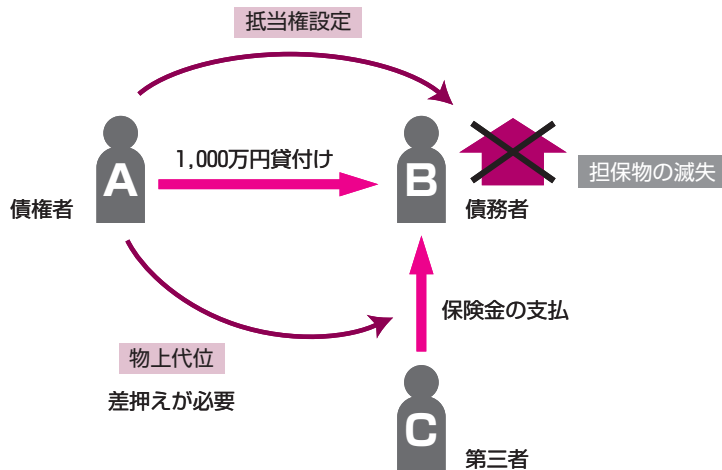 抵当権設定
1,000万円貸付け
A
B
担保物の滅失
債権者
債務者
保険金の支払
物上代位
差押えが必要
C
第三者